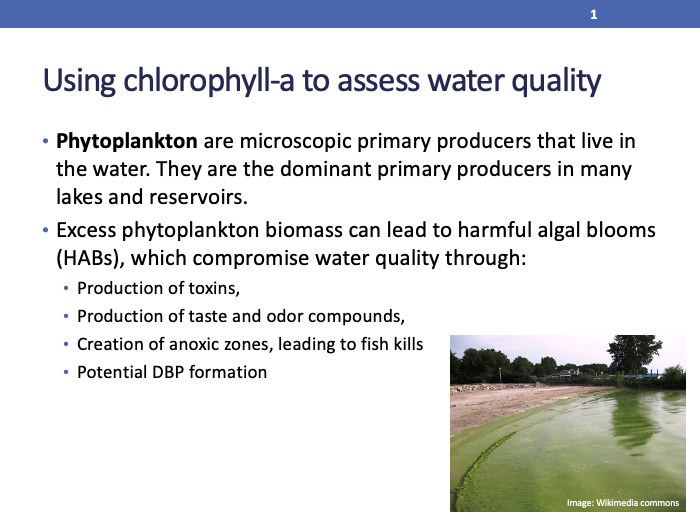 1
Using chlorophyll-a to assess water quality
• Phytoplankton are microscopic primary producers that live in
the water. They are the dominant primary producers in many
lakes and reservoirs.
• Excess phytoplankton biomass can lead to harmful algal blooms
(HABs), which compromise water quality through:
• Production of toxins,
• Production of taste and odor compounds,
• Creation of anoxic zones, leading to fish kills
• Potential DBP formation
Image: Wikimedia commons